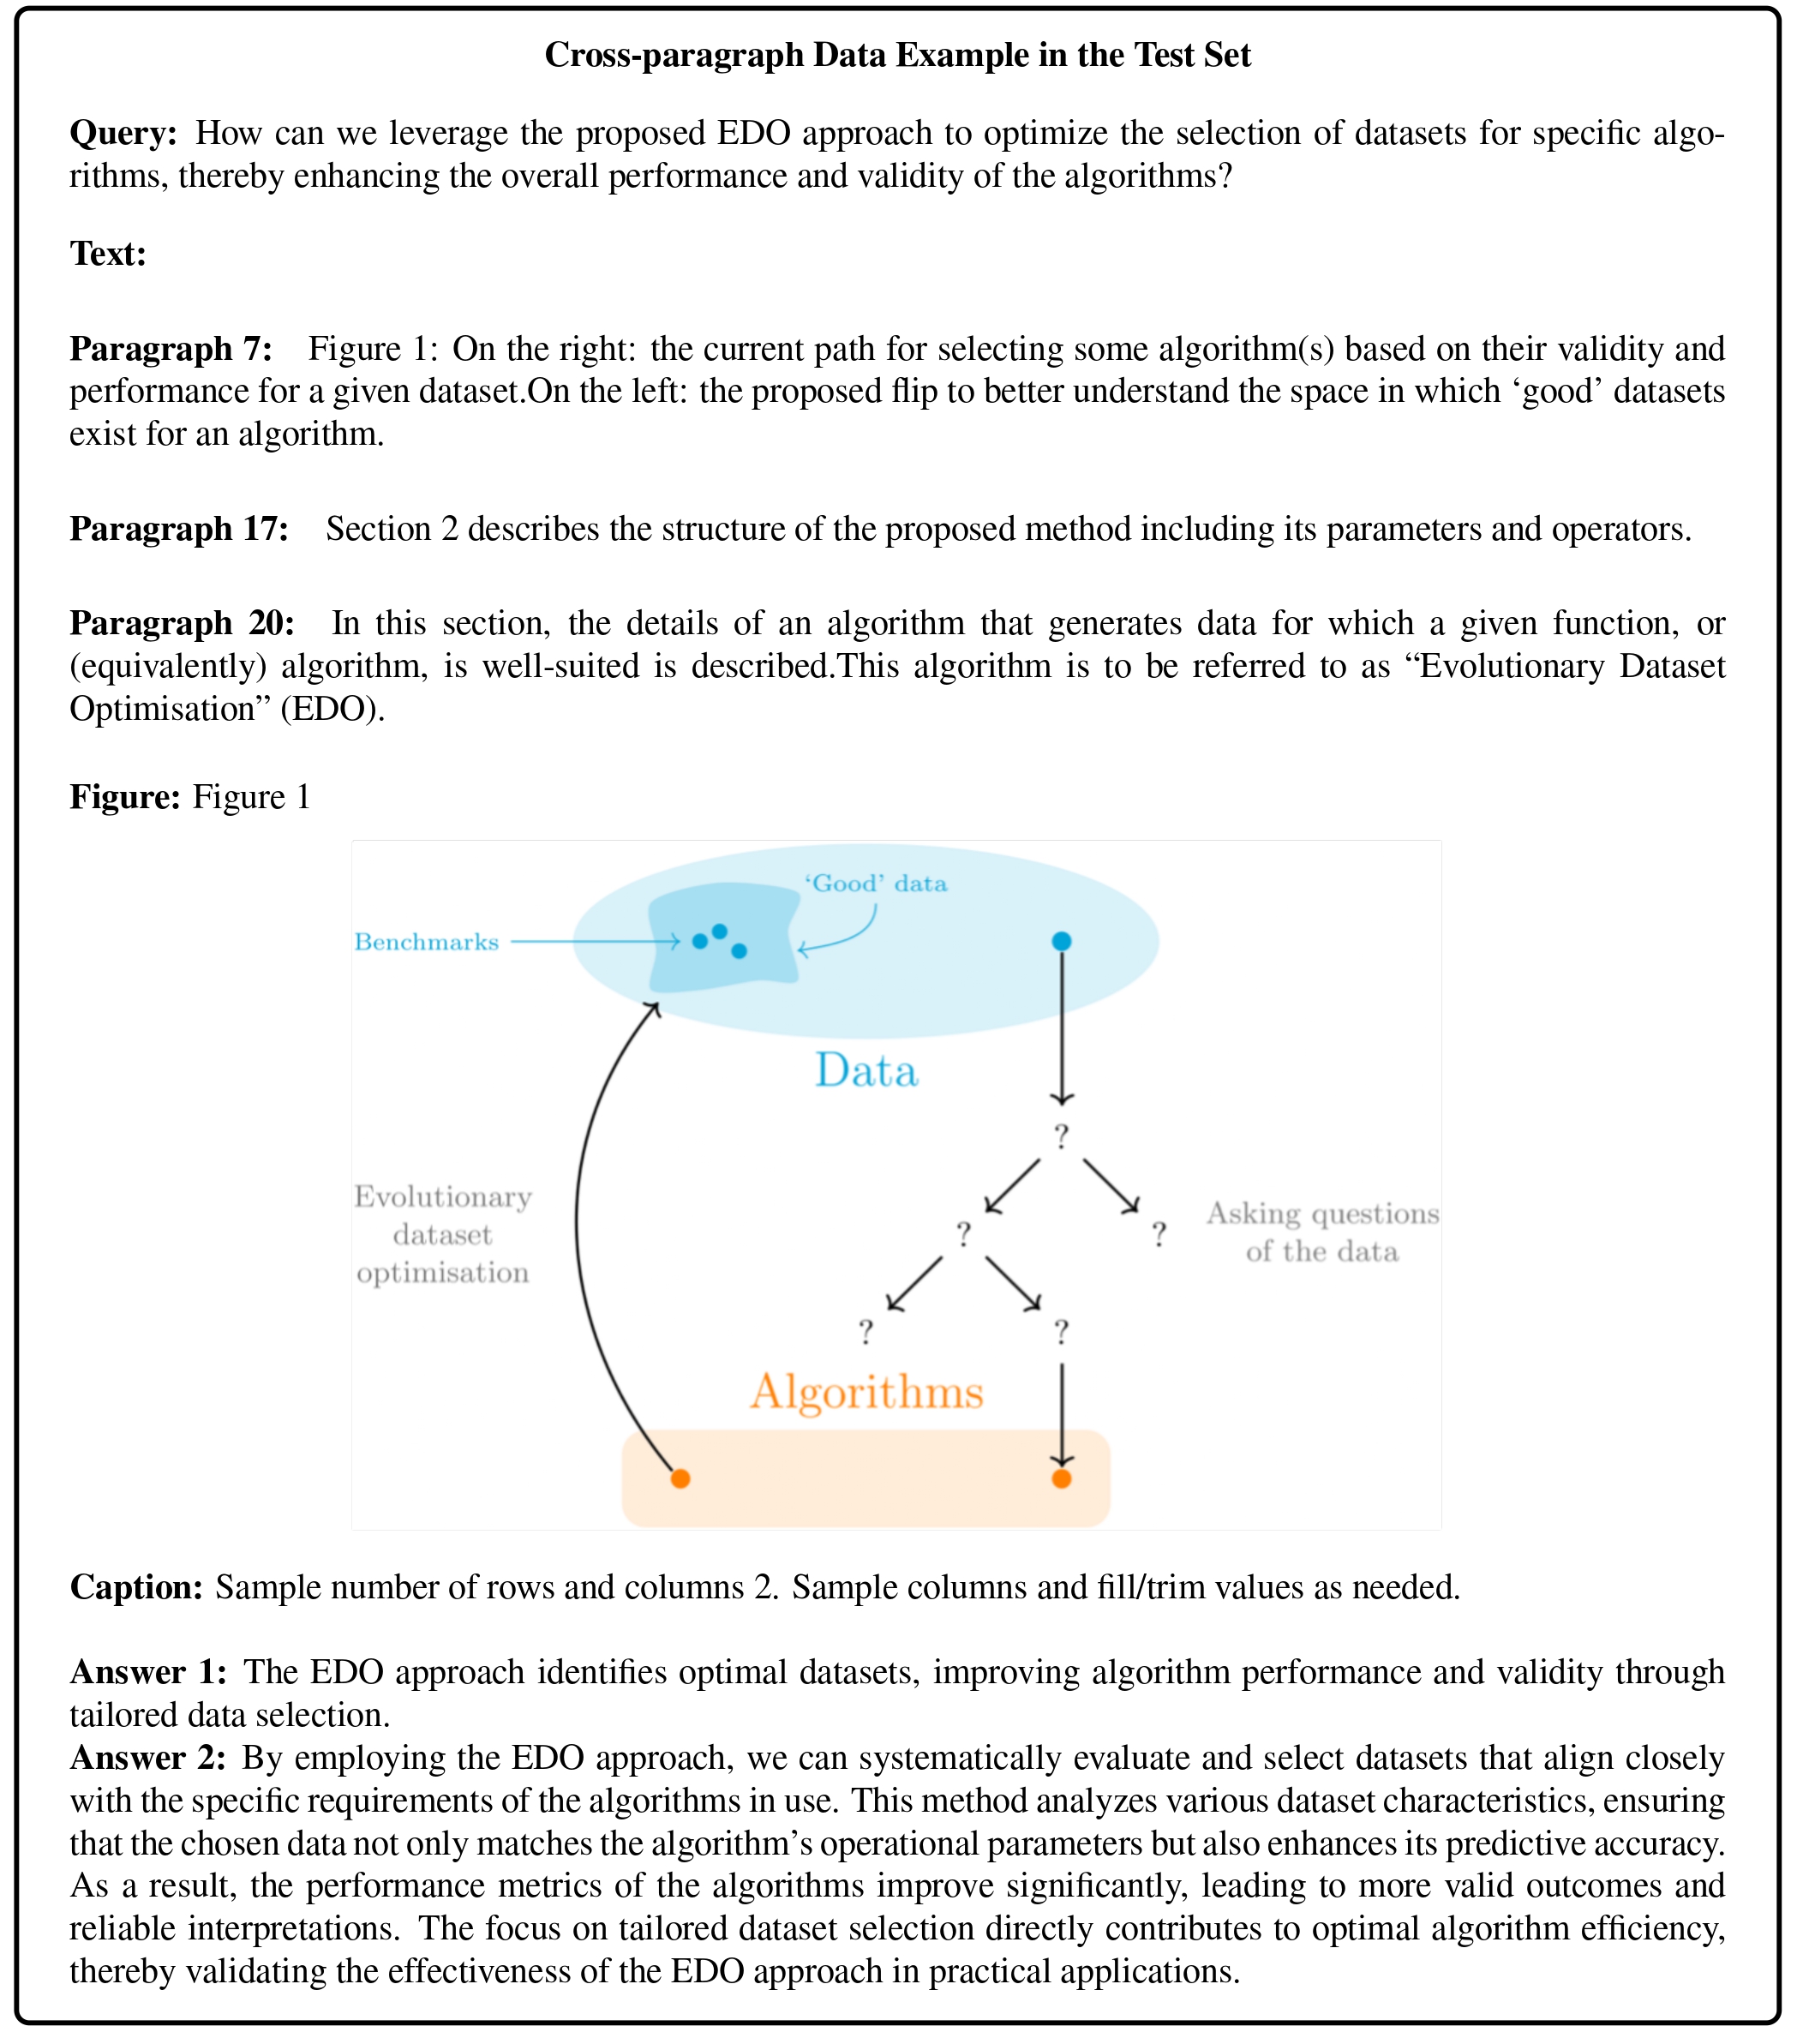 Cross-paragraph Data Example in the Test Set
Query: How can we leverage the proposed EDO approach to optimize the selection of datasets for specific algo-
rithms, thereby enhancing the overall performance and validity of the algorithms?
Text:
Paragraph 7: Figure 1: On the right: the current path for selecting some algorithm(s) based on their validity and
performance for a given dataset.On the left: the proposed flip to better understand the space in which ‘good’ datasets
exist for an algorithm.
Paragraph 17: Section 2 describes the structure of the proposed method including its parameters and operators.
Paragraph 20: In this section, the details of an algorithm that generates data for which a given function, or
(equivalently) algorithm, is well-suited is described.This algorithm is to be referred to as “Evolutionary Dataset
Optimisation” (EDO).
Figure: Figure 1
‘Good’ data
Benchmarks
Data
?
Evolutionary
dataset
optimisation
? ?
Asking questions
of the data
? ?
Algorithms
Caption: Sample number of rows and columns 2. Sample columns and fill/trim values as needed.
Answer 1: The EDO approach identifies optimal datasets, improving algorithm performance and validity through
tailored data selection.
Answer 2: By employing the EDO approach, we can systematically evaluate and select datasets that align closely
with the specific requirements of the algorithms in use. This method analyzes various dataset characteristics, ensuring
that the chosen data not only matches the algorithm’s operational parameters but also enhances its predictive accuracy.
As a result, the performance metrics of the algorithms improve significantly, leading to more valid outcomes and
reliable interpretations. The focus on tailored dataset selection directly contributes to optimal algorithm efficiency,
thereby validating the effectiveness of the EDO approach in practical applications.